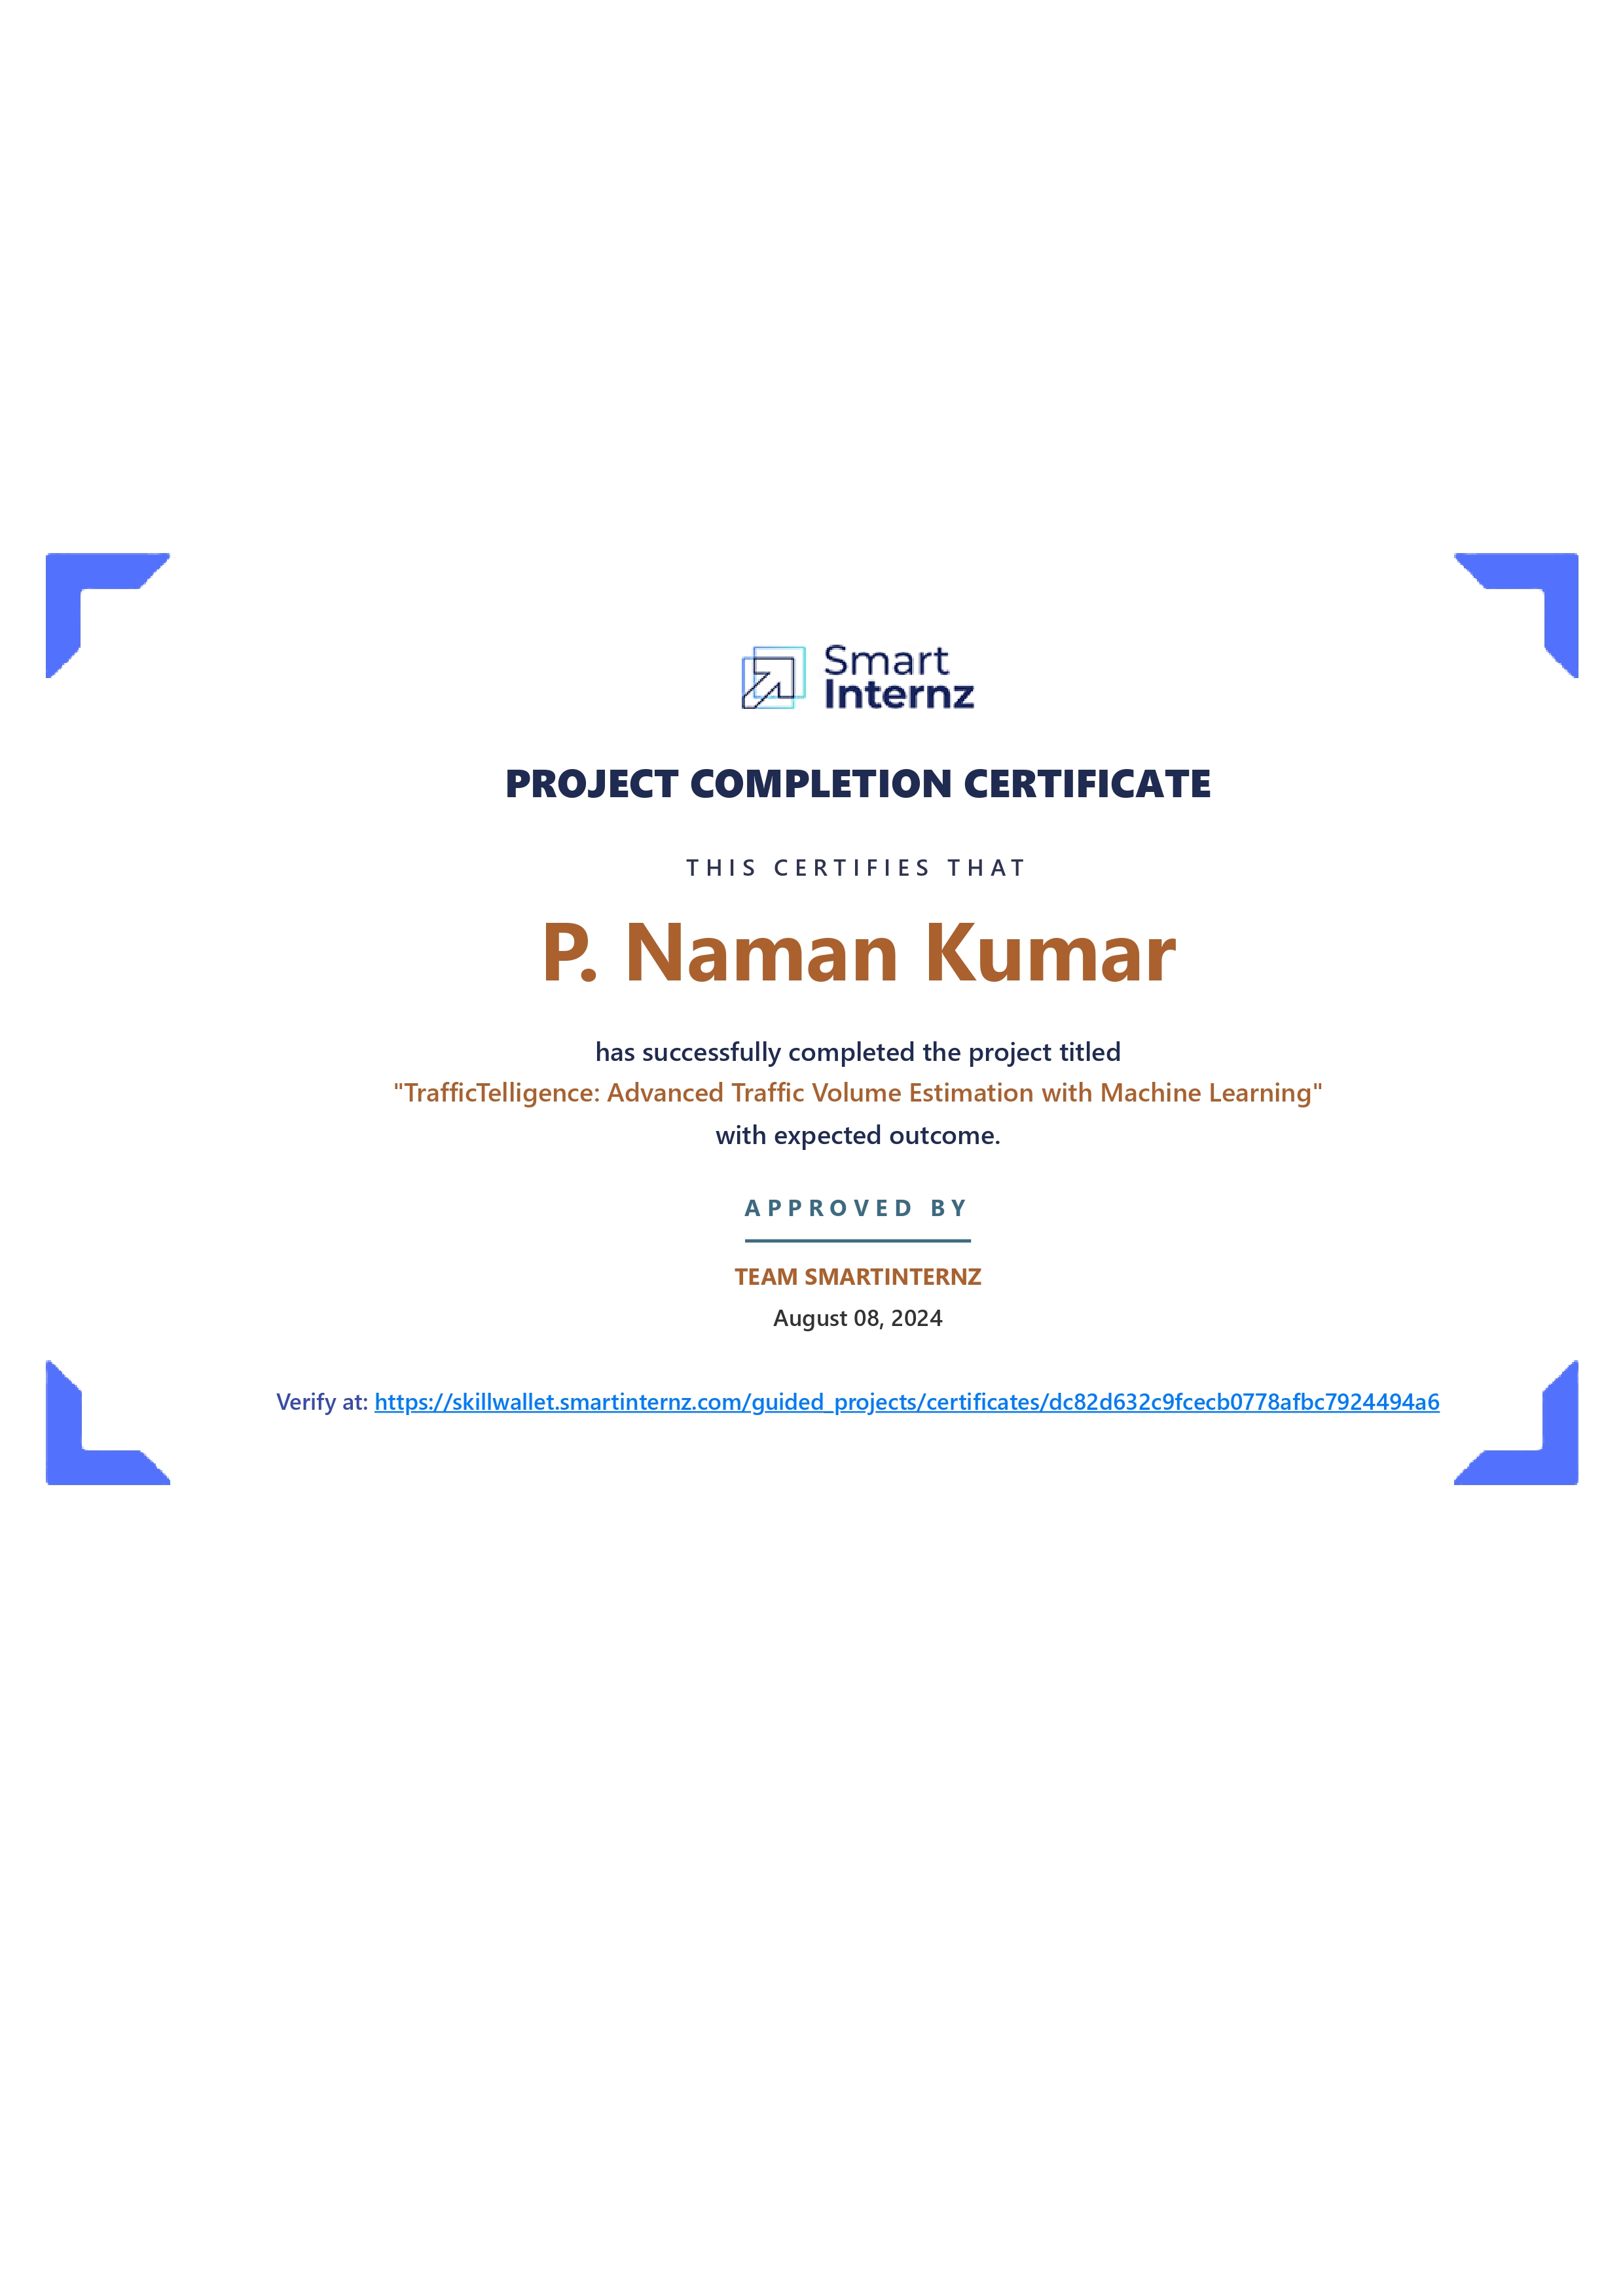 Smart
Internz
PROJECT COMPLETION CERTIFICATE
THIS CERTIFIES THAT
P. Naman Kumar
has successfully completed the project titled
"TrafficTelligence: Advanced Traffic Volume Estimation with Machine Learning"
with expected outcome.
APPROVED BY
TEAM SMARTINTERNZ
August 08, 2024
Verify at: https://skillwallet.smartinternz.com/guided_projects/certificates/dc82d632c9fcecb0778afbc7924494a6